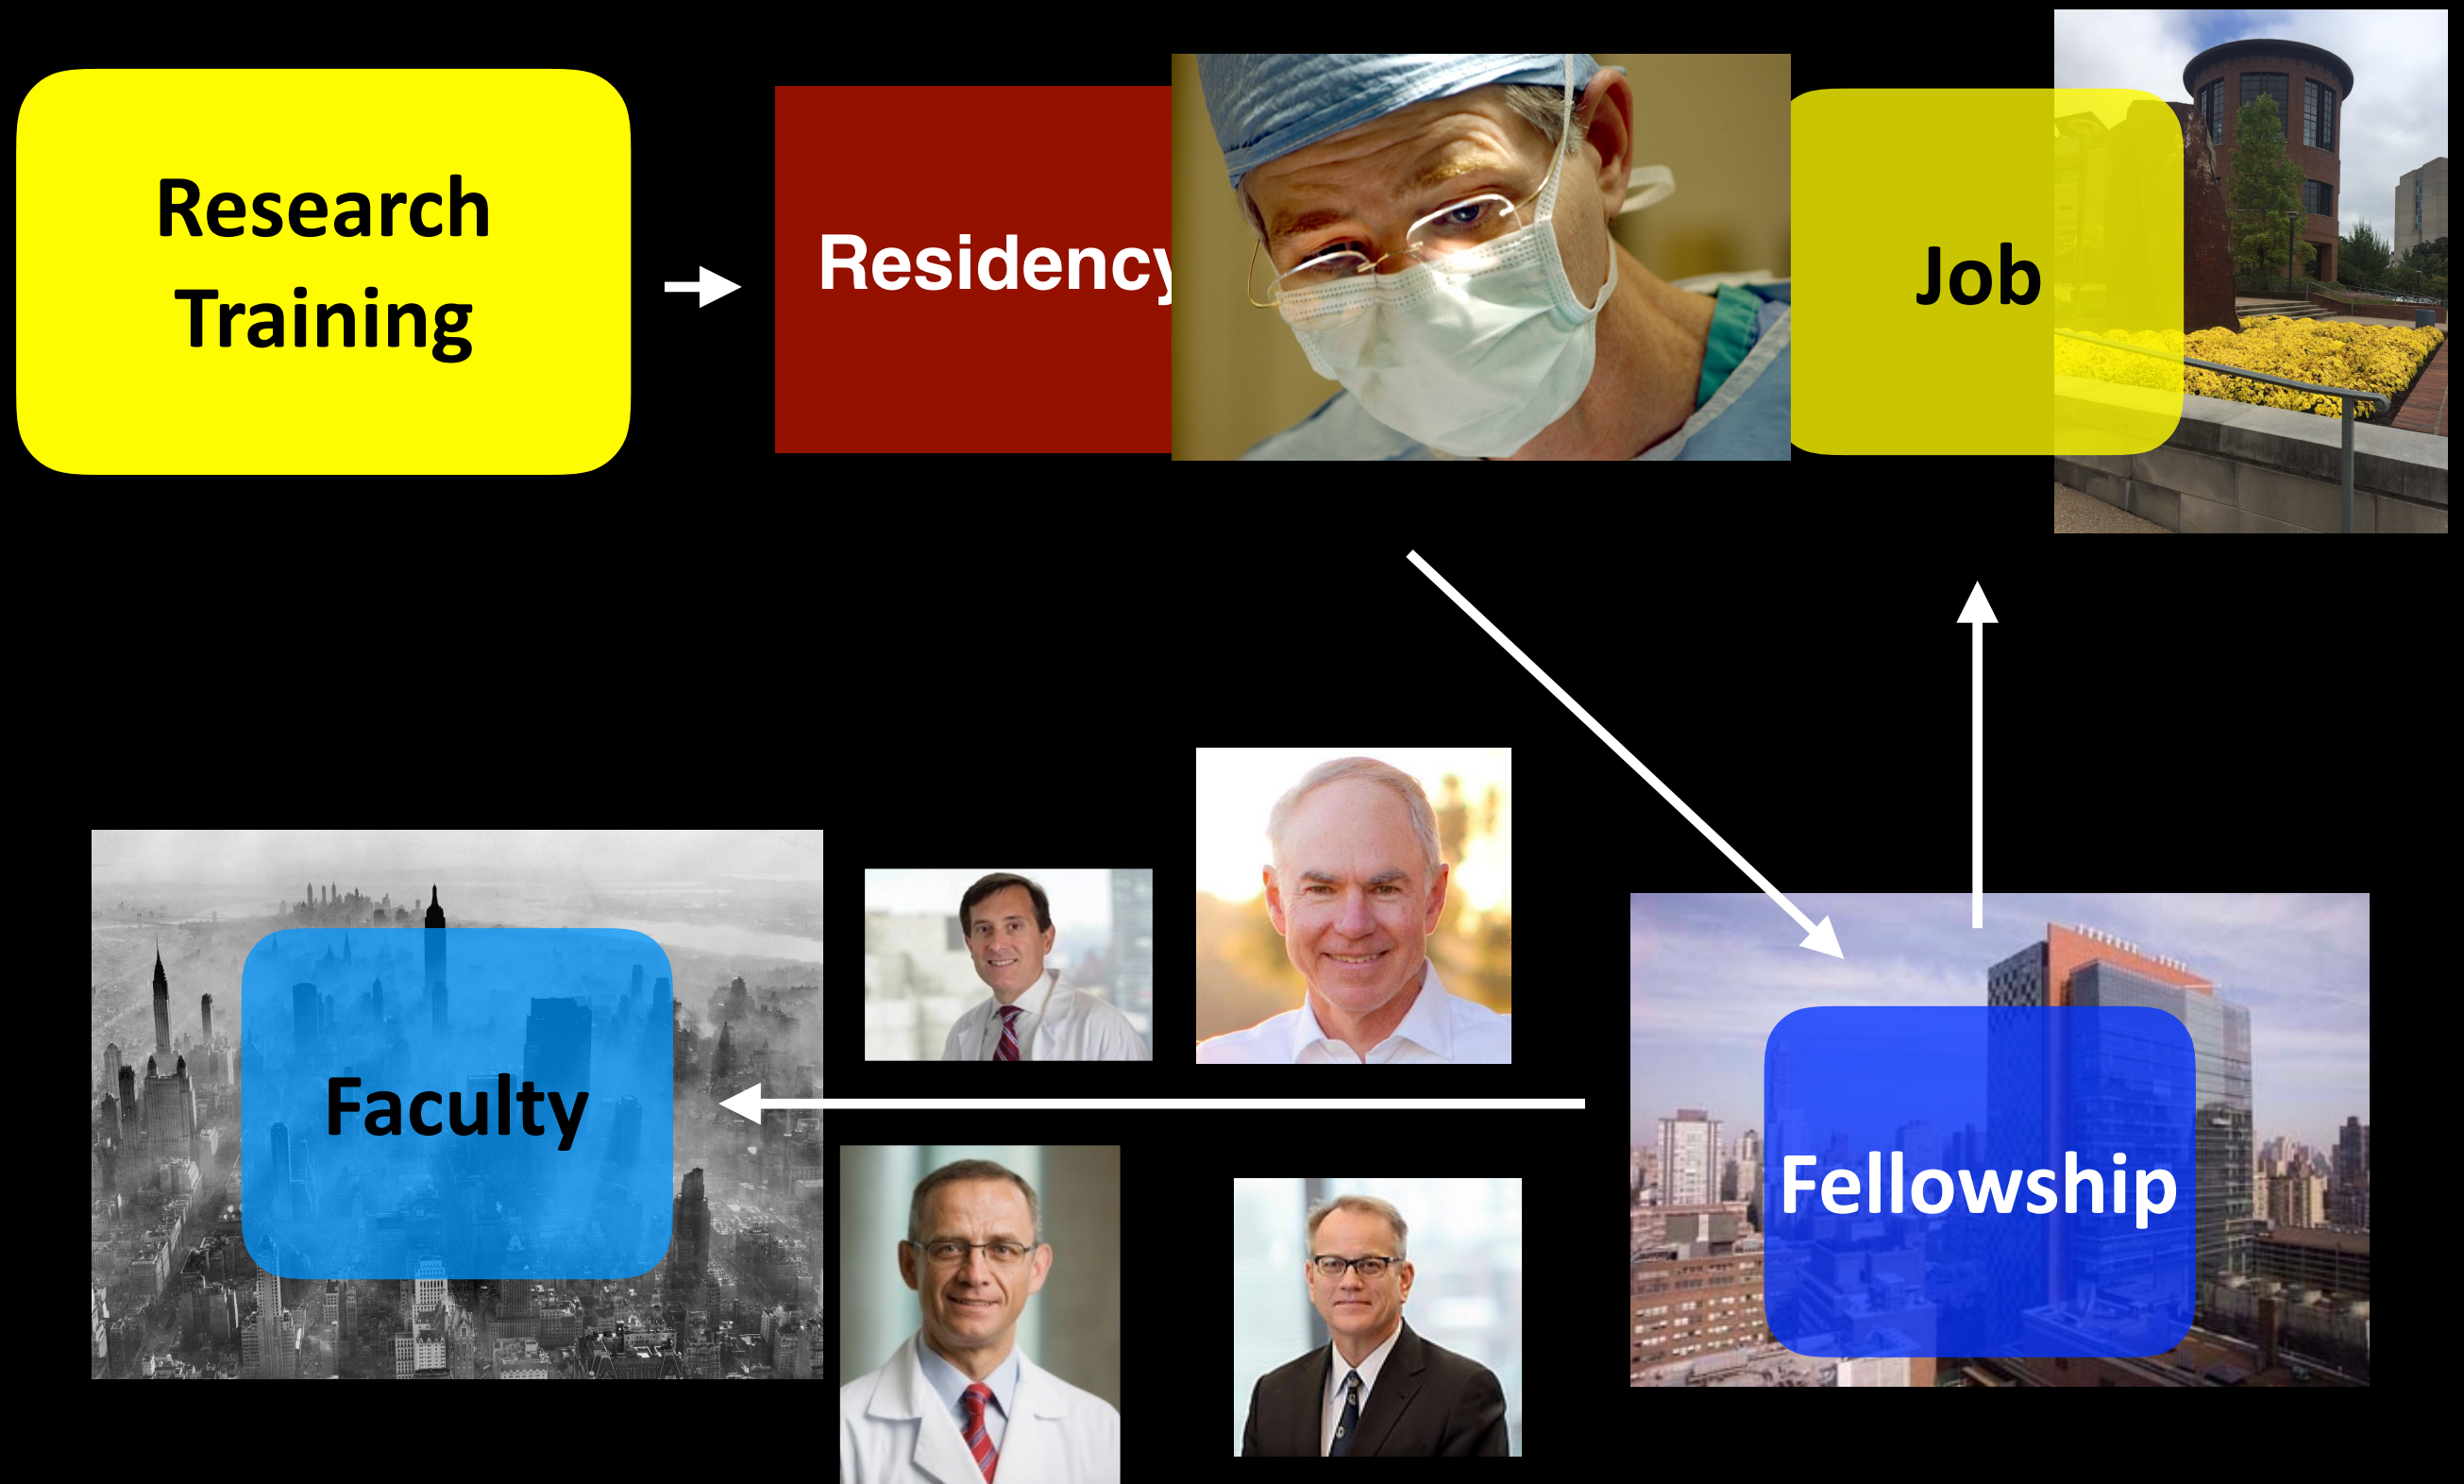 Research
Training
Residency
Job
Faculty
Fellowship